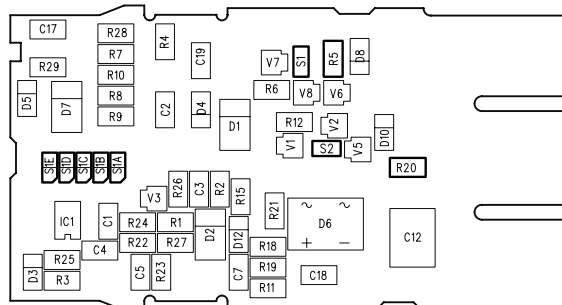 C17
R28
R4
C19
V7
S1
R5
D8
R7
R29
R10
R6
V8
V6
D5
D7
R8
C2
D4
D1
R9
R12
V2
D10
V1
S2
V5
R20
S1E
S1D
S1C
S1B
S1A
V3
R26
C3
R2
R15
R21
~ ~
D6
+ −
IC1
C1
R24
R1
D2
D12
C12
R22
R27
R18
C4
R25
D3
R3
C5
R23
C7
R19
C18
R11